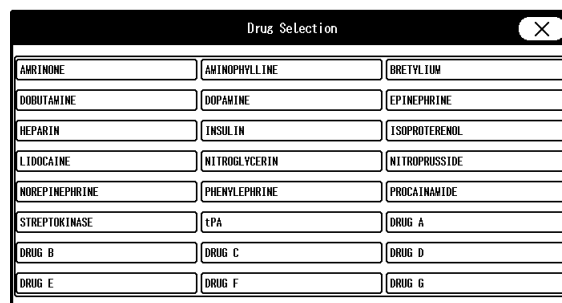 Drug Selection
AMRINONE AMINOPHYLLINE BRETYLIUM
DOBUTAMINE DOPAMINE EPINEPHRINE
HEPARIN INSULIN ISOPROTERENOL
LIDOCAINE NITROGLYCERIN NITROPRUSSIDE
NOREPINEPHRINE PHENYLEPHRINE PROCAINAMIDE
STREPTOKINASE tPA DRUG A
DRUG B DRUG C DRUG D
DRUG E DRUG F DRUG G